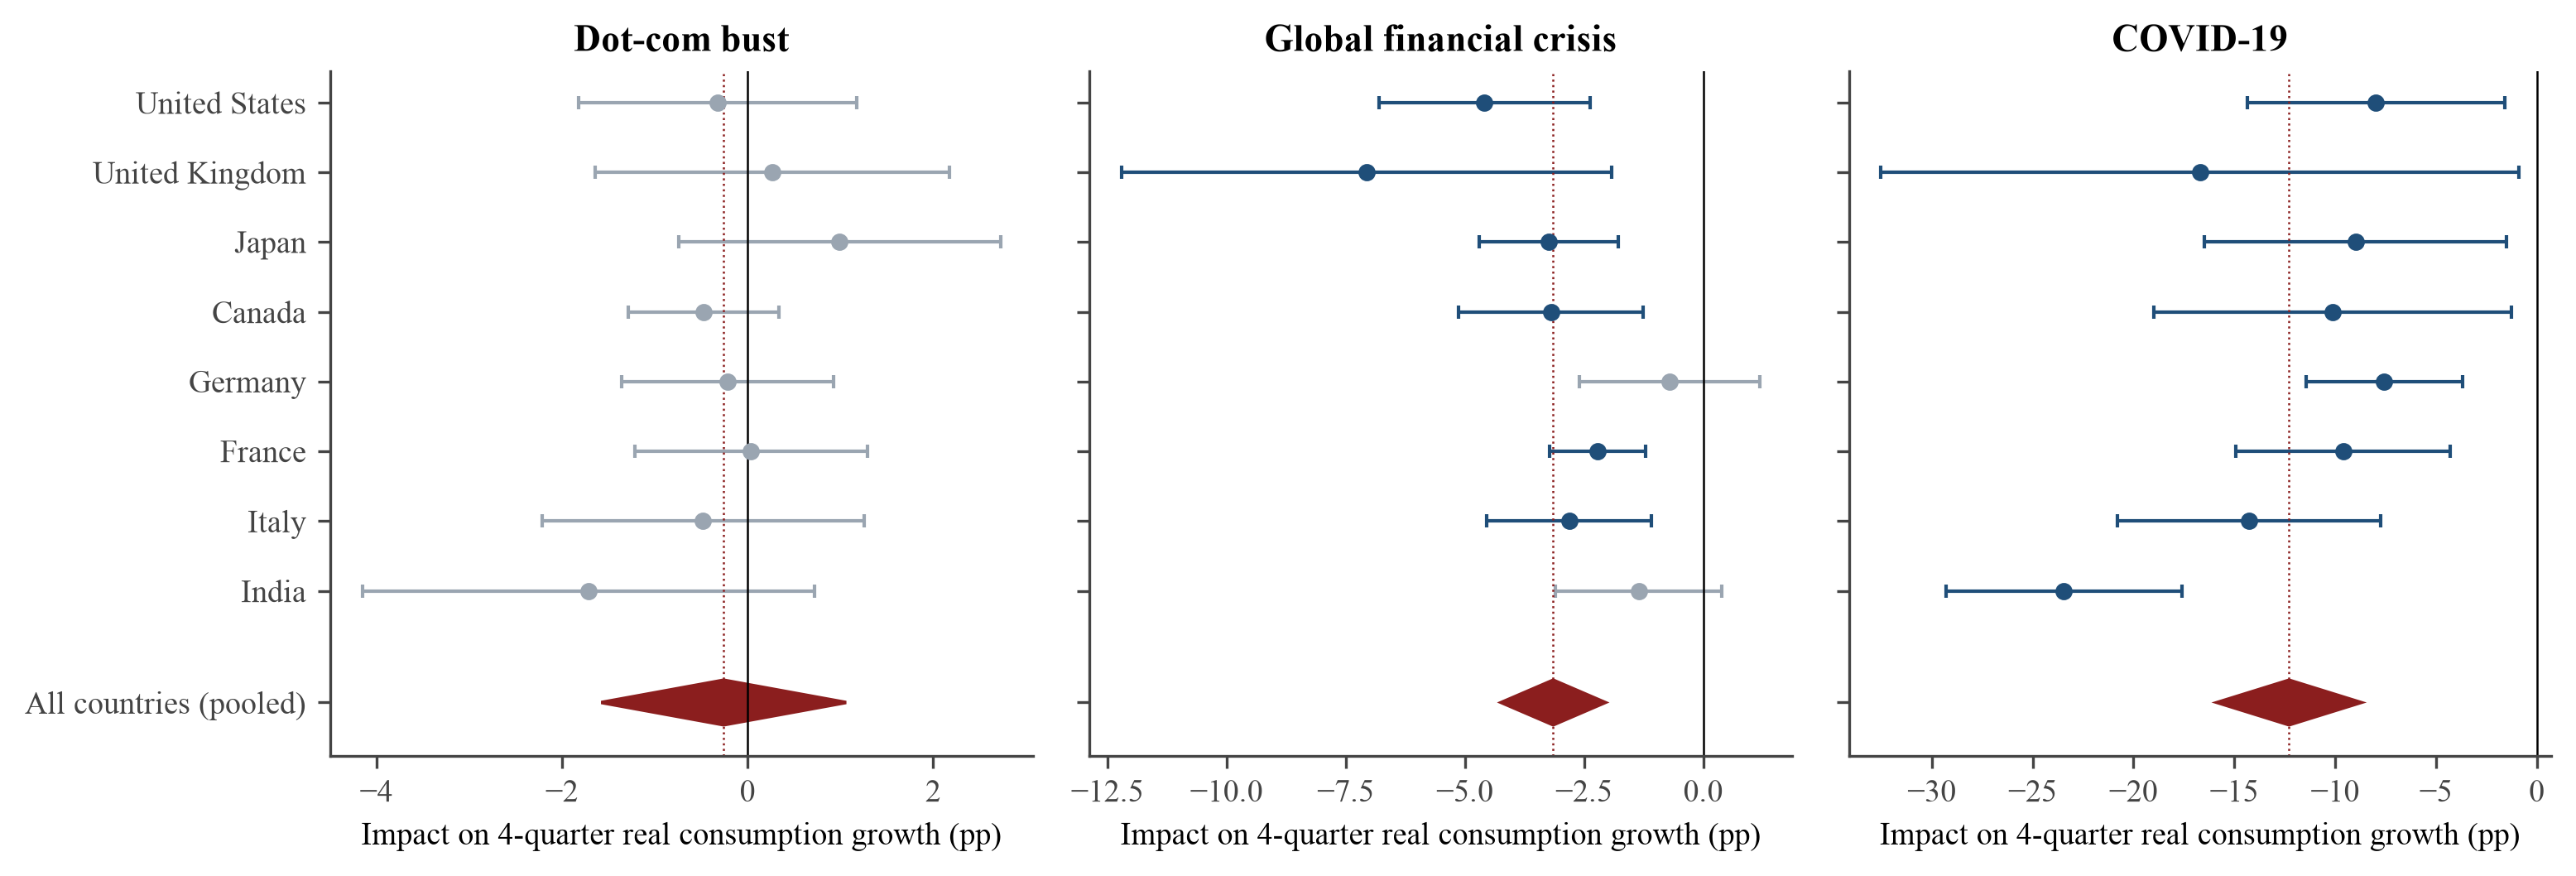 Dot-com bust
Global financial crisis
COVID-19
United States
United Kingdom
Japan
Canada
Germany
France
Italy
India
All countries (pooled)
−4 −2 0 2
−12.5 −10.0 −7.5 −5.0 −2.5 0.0
−30 −25 −20 −15 −10 −5 0
Impact on 4-quarter real consumption growth (pp)
Impact on 4-quarter real consumption growth (pp)
Impact on 4-quarter real consumption growth (pp)